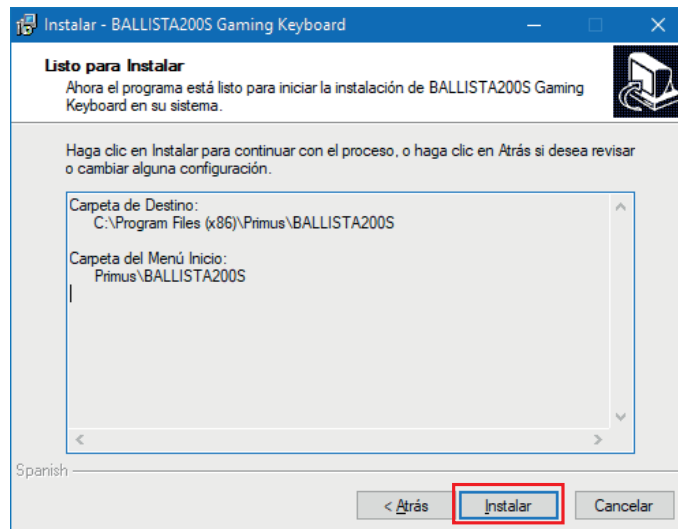 Instalar - BALLISTA200S Gaming Keyboard
Listo para Instalar
Ahora el programa está listo para iniciar la instalación de BALLISTA200S Gaming
Keyboard en su sistema.
Haga clic en Instalar para continuar con el proceso, o haga clic en Atrás si desea revisar
o cambiar alguna configuración.
Carpeta de Destino:
C:\Program Files (x86)\Primus\BALLISTA200S
Carpeta del Menú Inicio:
Primus\BALLISTA200S
Spanish
< Atrás
Instalar
Cancelar